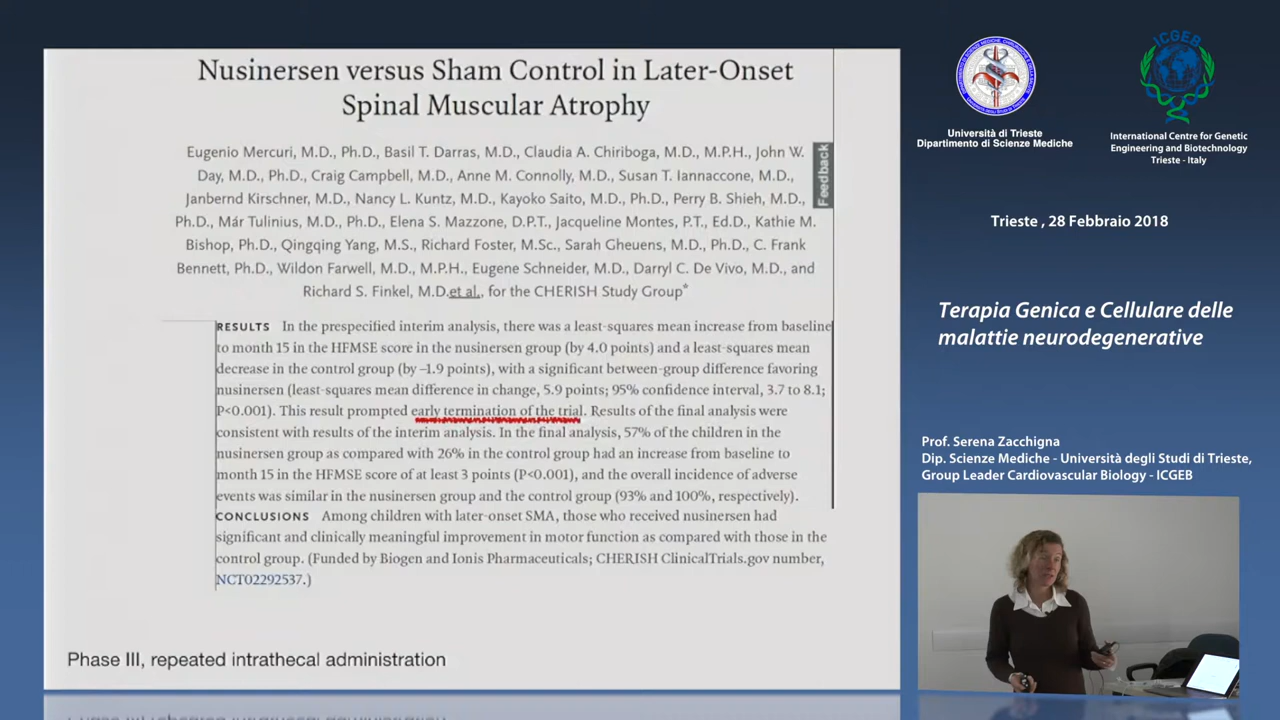 Nusinersen versus Sham Control in Later-Onset
Spinal Muscular Atrophy
Eugenio Mercuri, M.D., Ph.D., Basil T. Darras, M.D., Claudia A. Chiriboga, M.D., M.P.H., John W.
Day, M.D., Ph.D., Craig Campbell, M.D., Anne M. Connolly, M.D., Susan T. Iannaccone, M.D.,
Janbernd Kirschner, M.D., Nancy L. Kuntz, M.D., Kayoko Saito, M.D., Ph.D., Perry B. Shieh, M.D.,
Ph.D., Már Tulinius, M.D., Ph.D., Elena S. Mazzone, D.P.T., Jacqueline Montes, P.T., Ed.D., Kathie M.
Bishop, Ph.D., Qingqing Yang, M.S., Richard Foster, M.Sc., Sarah Gheuens, M.D., Ph.D., C. Frank
Bennett, Ph.D., Wildon Farwell, M.D., M.P.H., Eugene Schneider, M.D., Darryl C. De Vivo, M.D., and
Richard S. Finkel, M.D.et al., for the CHERISH Study Group*
Feedback
RESULTS In the prespecified interim analysis, there was a least-squares mean increase from baseline
to month 15 in the HFMSE score in the nusinersen group (by 4.0 points) and a least-squares mean
decrease in the control group (by −1.9 points), with a significant between-group difference favoring
nusinersen (least-squares mean difference in change, 5.9 points; 95% confidence interval, 3.7 to 8.1;
P<0.001). This result prompted early termination of the trial. Results of the final analysis were
consistent with results of the interim analysis. In the final analysis, 57% of the children in the
nusinersen group as compared with 26% in the control group had an increase from baseline to
month 15 in the HFMSE score of at least 3 points (P<0.001), and the overall incidence of adverse
events was similar in the nusinersen group and the control group (93% and 100%, respectively).
CONCLUSIONS Among children with later-onset SMA, those who received nusinersen had
significant and clinically meaningful improvement in motor function as compared with those in the
control group. (Funded by Biogen and Ionis Pharmaceuticals; CHERISH ClinicalTrials.gov number,
NCT02292537.)
Phase III, repeated intrathecal administration
Università di Trieste
Dipartimento di Scienze Mediche
ICGEB
International Centre for Genetic
Engineering and Biotechnology
Trieste - Italy
Trieste , 28 Febbraio 2018
Terapia Genica e Cellulare delle
malattie neurodegenerative
Prof. Serena Zacchigna
Dip. Scienze Mediche - Università degli Studi di Trieste,
Group Leader Cardiovascular Biology - ICGEB